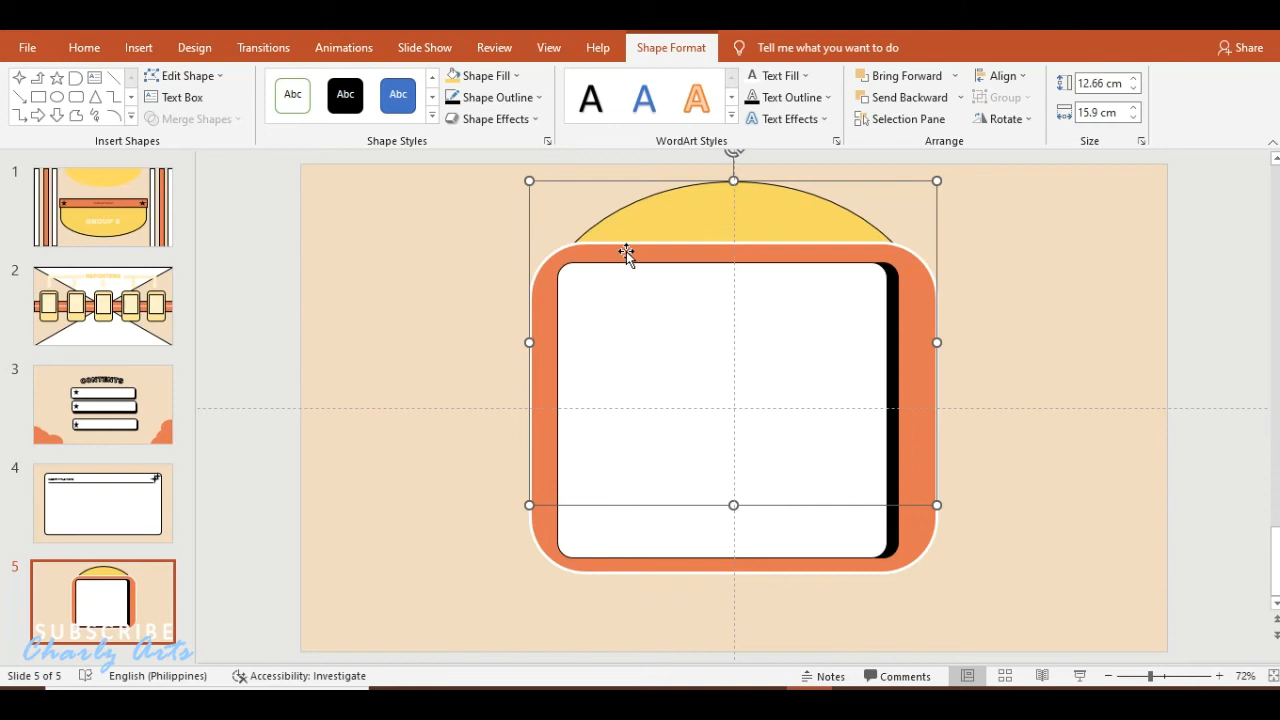 File Home Insert Design Transitions Animations Slide Show Review View Help Shape Format Tell me what you want to do Share
Edit Shape Abc Abc Abc Shape Fill A A A Text Fill Bring Forward Align 12.66 cm
Text Box Shape Outline Text Outline Send Backward Group 15.9 cm
Merge Shapes Shape Effects Text Effects Selection Pane Rotate
Insert Shapes Shape Styles WordArt Styles Arrange Size
1
GROUP
2
REPORTERS
3
CONTENTS
4
5
SUBSCRIBE
Charly Arts
Slide 5 of 5 English (Philippines) Accessibility: Investigate Notes Comments 72%